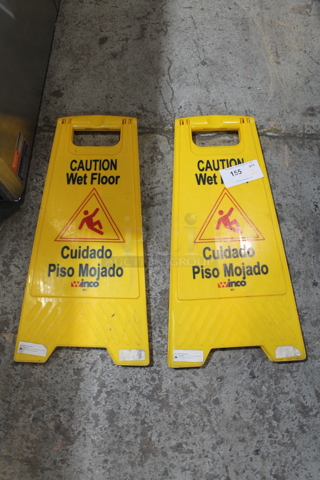 CAUTION
Wet Floor
Cuidado
Piso Mojado
winco
CAUTION
Wet
155
Cuidado
Piso Mojado
winco